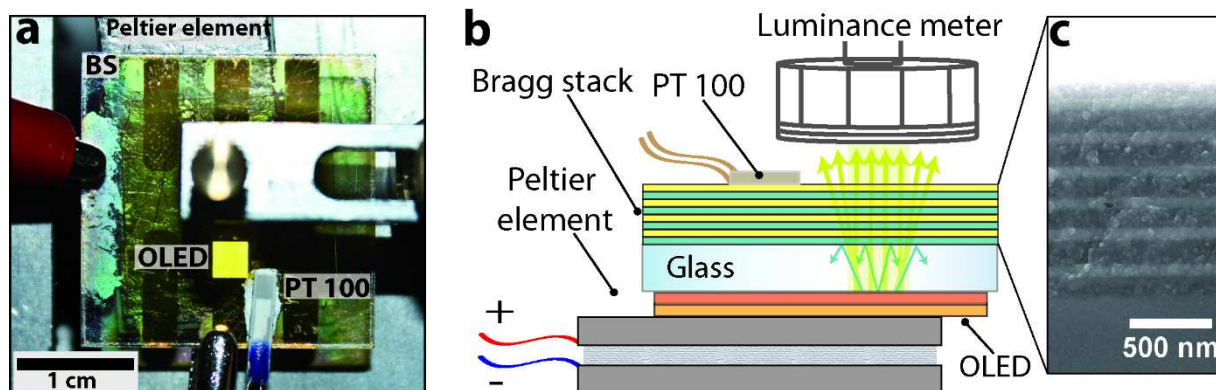 a
Peltier element
BS
OLED
PT 100
1 cm
b
Luminance meter
Bragg stack
PT 100
Peltier
element
Glass
+
-
OLED
c
500 nm